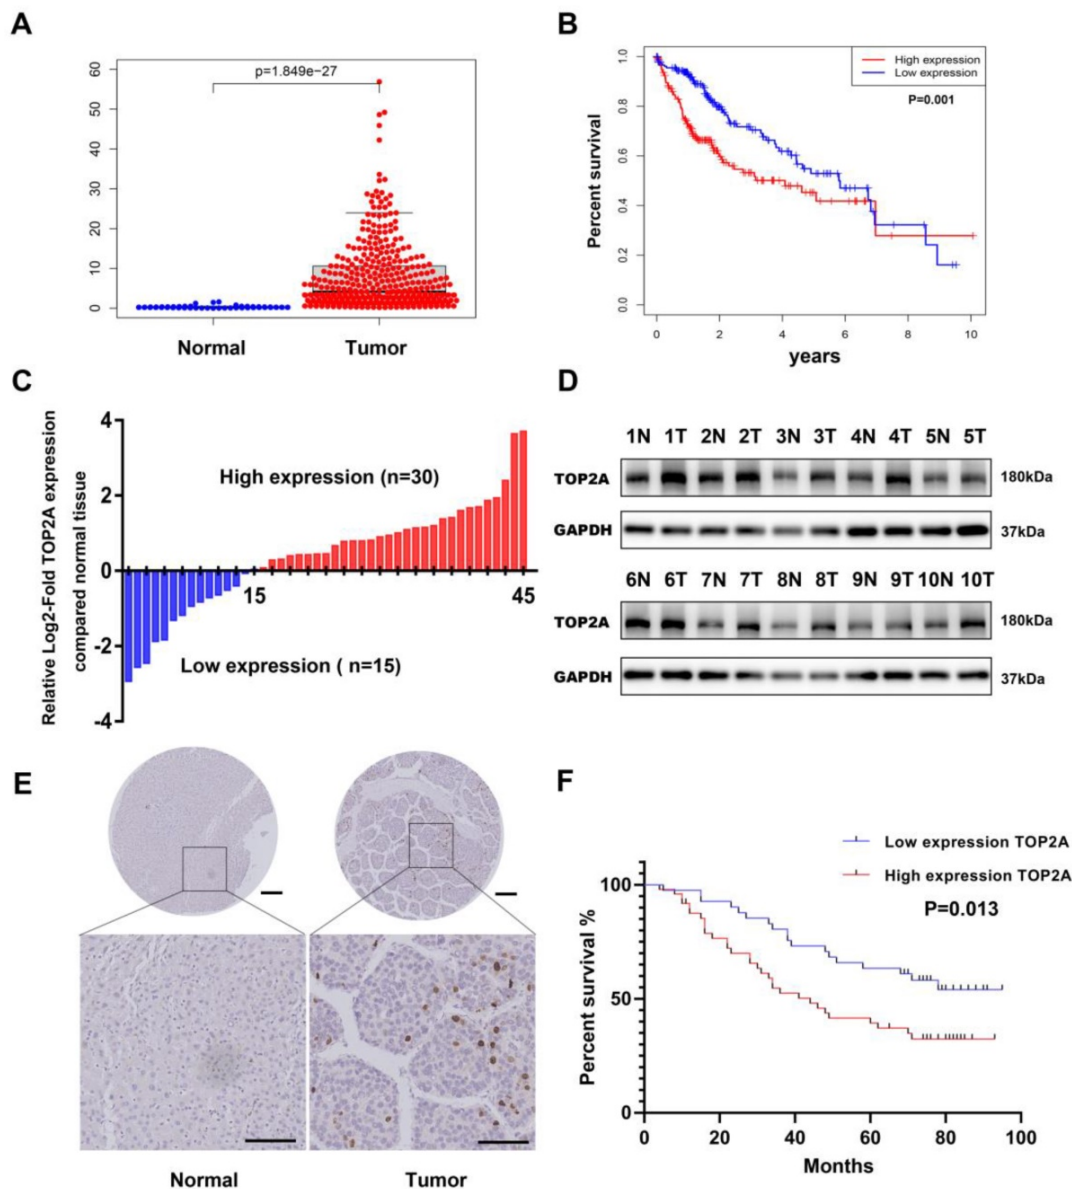 A
p=1.849e−27
60
50
40
30
20
10
0
Normal
Tumor
B
High expression
Low expression
P=0.001
Percent survival
1.0
0.8
0.6
0.4
0.2
0.0
0 2 4 6 8 10
years
C
Relative Log2-Fold TOP2A expression
compared normal tissue
4
2
0
-2
-4
High expression (n=30)
15
45
Low expression ( n=15)
D
1N 1T 2N 2T 3N 3T 4N 4T 5N 5T
TOP2A
180kDa
GAPDH
37kDa
6N 6T 7N 7T 8N 8T 9N 9T 10N 10T
TOP2A
180kDa
GAPDH
37kDa
E
Normal
Tumor
F
Low expression TOP2A
High expression TOP2A
P=0.013
Percent survival %
100
50
0
0 20 40 60 80 100
Months